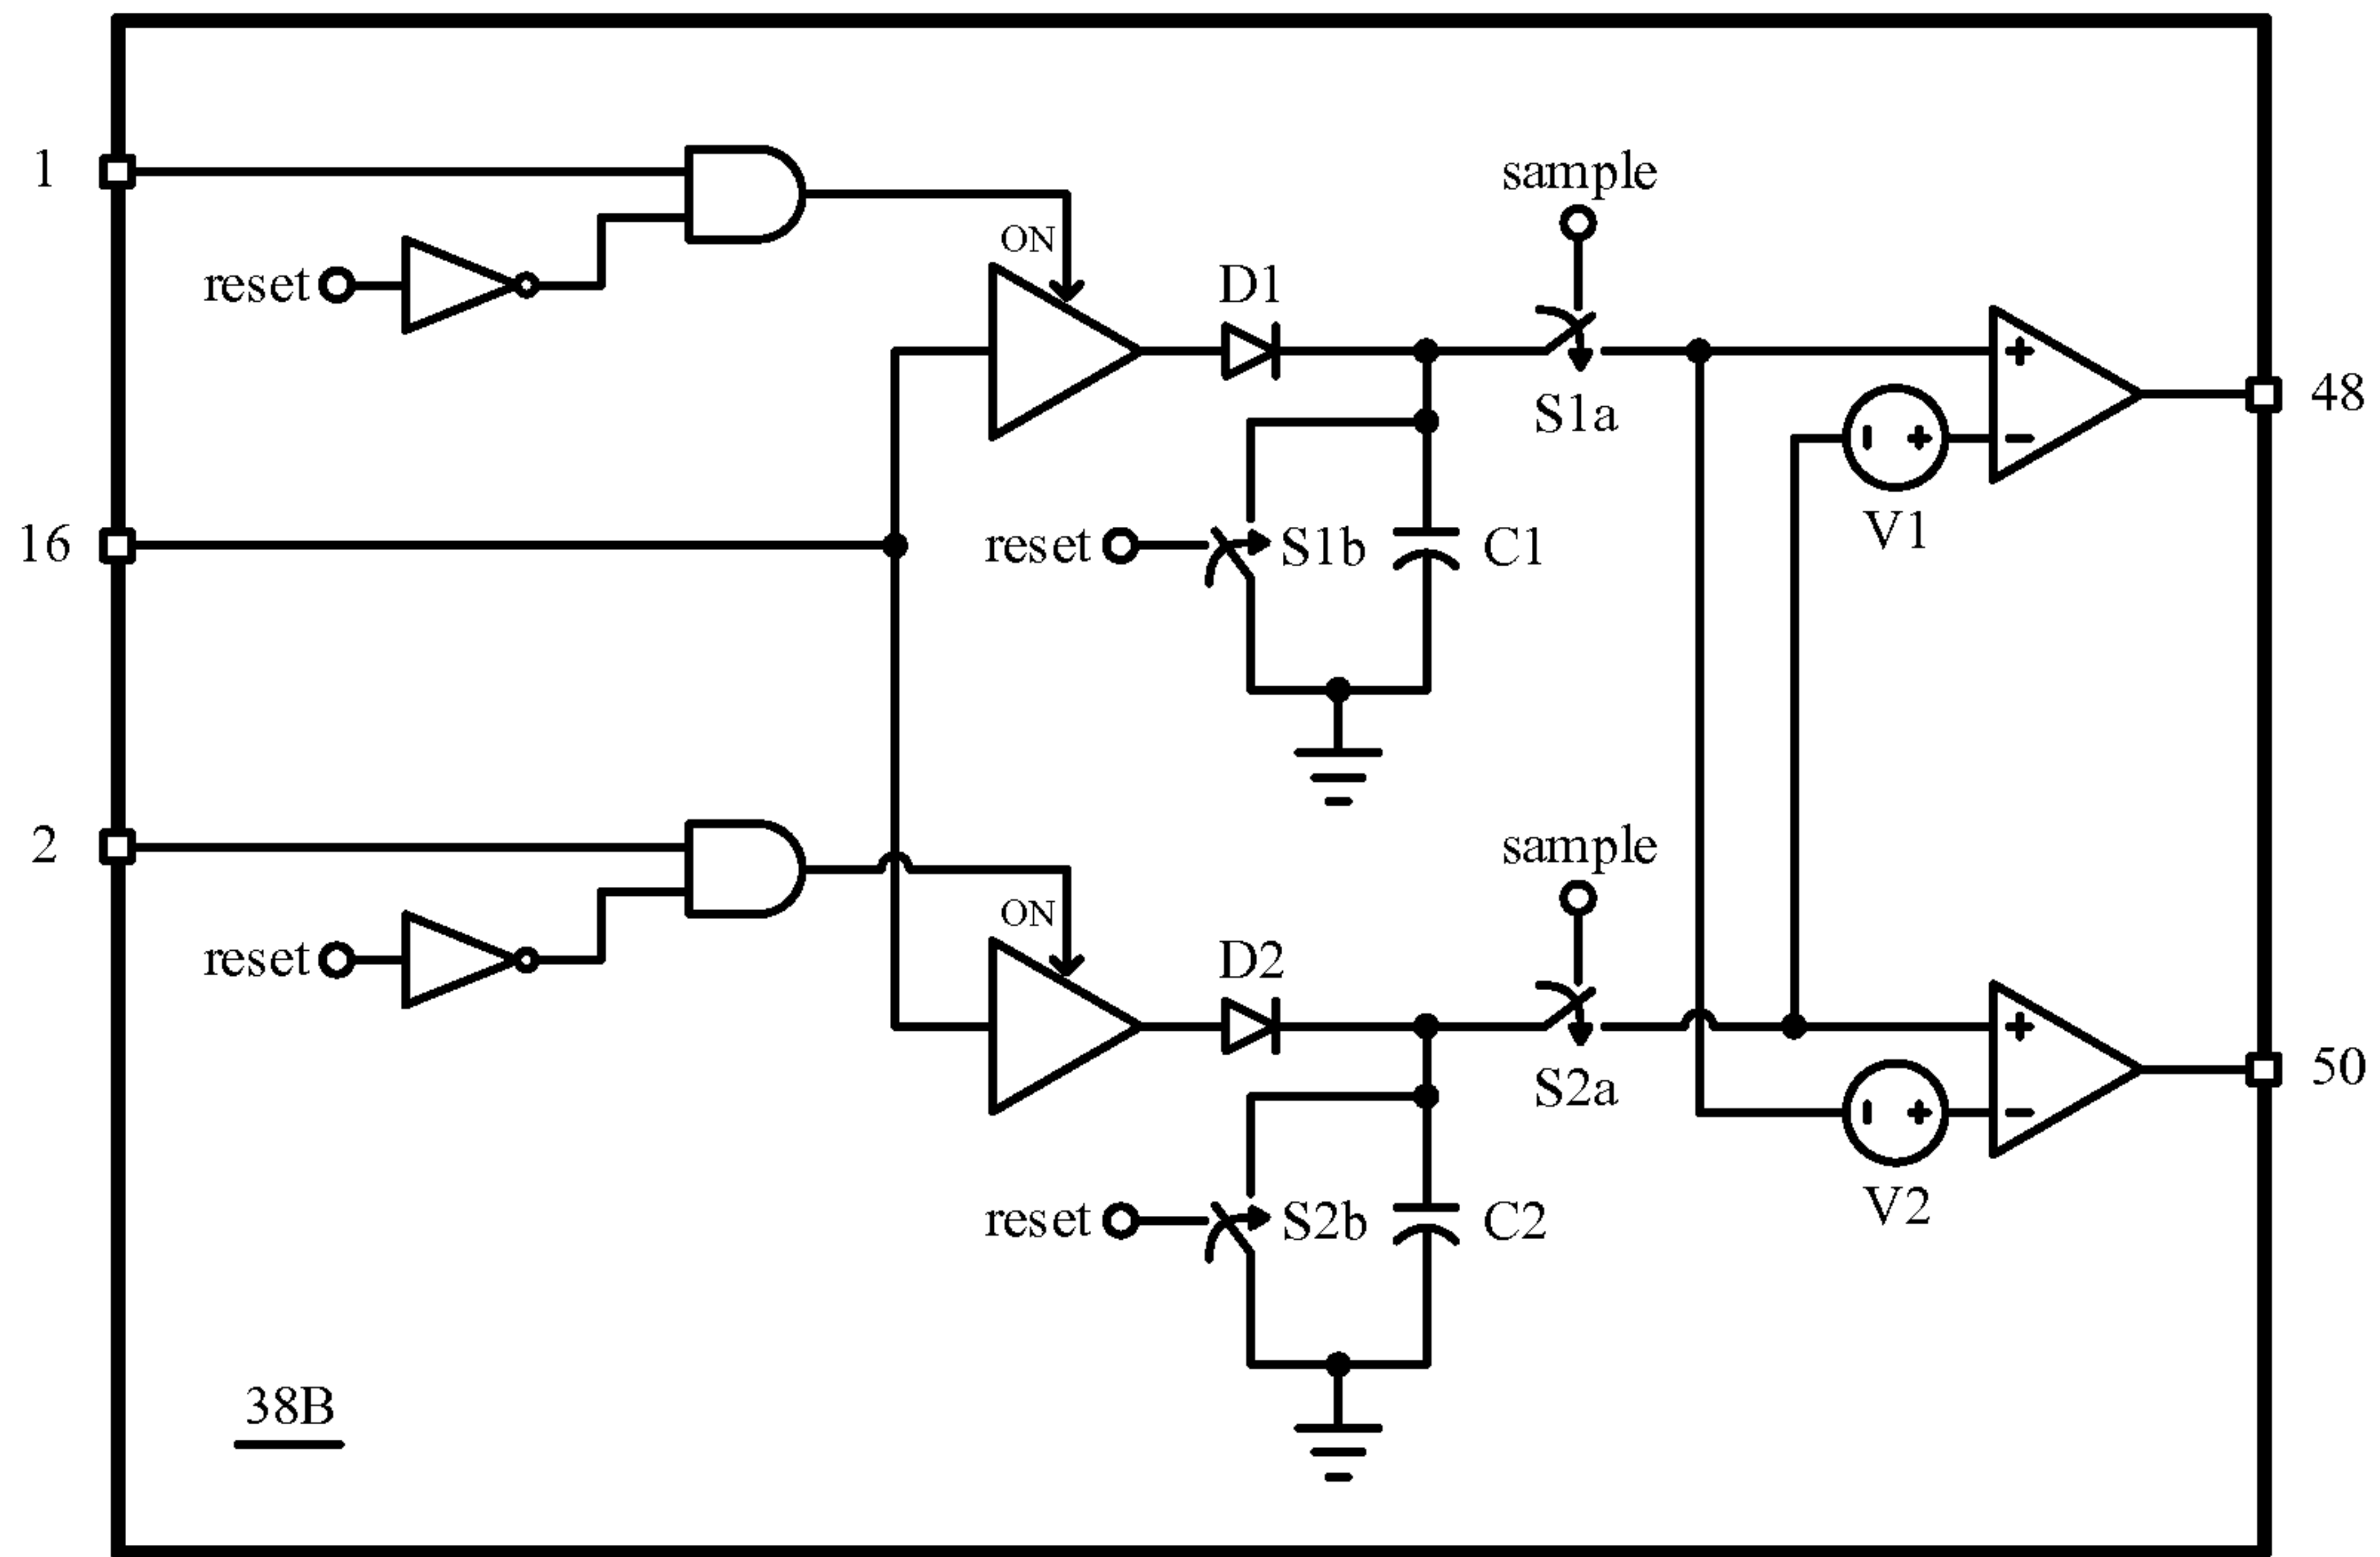 1
sample
ON
reset
D1
S1a
48
V1
16
reset
S1b
C1
2
sample
ON
reset
D2
S2a
50
V2
reset
S2b
C2
38B